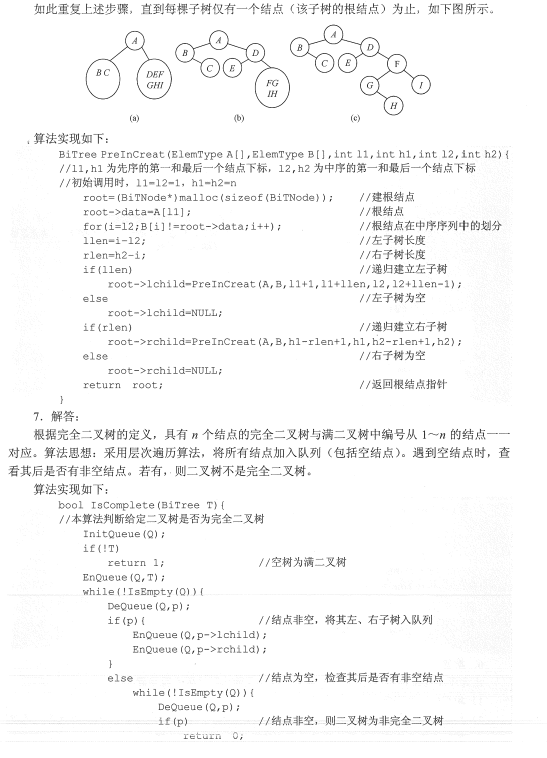 如此重复上述步骤，直到每棵子树仅有一个结点（该子树的根结点）为止，如下图所示。
A
B C
DEF
GHI
(a)
A
B
D
C
E
FG
IH
(b)
A
B
D
C
E
F
G
I
H
(c)
算法实现如下：
BiTree PreInCreat(ElemType A[],ElemType B[],int l1,int h1,int l2,int h2){
//l1,h1 为先序的第一和最后一个结点下标，l2,h2 为中序的第一和最后一个结点下标
//初始调用时，l1=l2=1，h1=h2=n
root=(BiTNode*)malloc(sizeof(BiTNode)); //建根结点
root->data=A[l1]; //根结点
for(i=l2;B[i]!=root->data;i++); //根结点在中序序列中的划分
llen=i-l2; //左子树长度
rlen=h2-i; //右子树长度
if(llen) //递归建立左子树
root->lchild=PreInCreat(A,B,l1+1,l1+llen,l2,l2+llen-1);
else //左子树为空
root->lchild=NULL;
if(rlen) //递归建立右子树
root->rchild=PreInCreat(A,B,h1-rlen+1,h1,h2-rlen+1,h2);
else //右子树为空
root->rchild=NULL;
return root; //返回根结点指针
}
7．解答：
根据完全二叉树的定义，具有 n 个结点的完全二叉树与满二叉树中编号从 1～n 的结点一一
对应。算法思想：采用层次遍历算法，将所有结点加入队列（包括空结点）。遇到空结点时，查
看其后是否有非空结点。若有，则二叉树不是完全二叉树。
算法实现如下：
bool IsComplete(BiTree T){
//本算法判断给定二叉树是否为完全二叉树
InitQueue(Q);
if(!T)
return 1; //空树为满二叉树
EnQueue(Q,T);
while(!IsEmpty(Q)){
DeQueue(Q,p);
if(p){ //结点非空，将其左、右子树入队列
EnQueue(Q,p->lchild);
EnQueue(Q,p->rchild);
}
else //结点为空，检查其后是否有非空结点
while(!IsEmpty(Q)){
DeQueue(Q,p);
if(p) //结点非空，则二叉树为非完全二叉树
return 0;